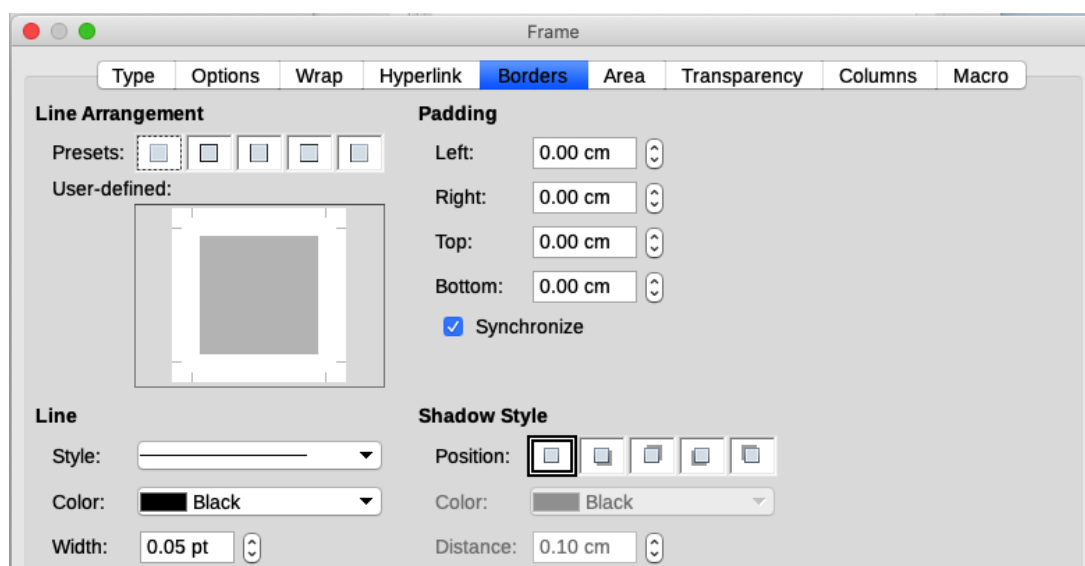 Frame
Type Options Wrap Hyperlink Borders Area Transparency Columns Macro
Line Arrangement
Presets:
User-defined:
Padding
Left: 0.00 cm
Right: 0.00 cm
Top: 0.00 cm
Bottom: 0.00 cm
Synchronize
Line
Style:
Color: Black
Width: 0.05 pt
Shadow Style
Position:
Color: Black
Distance: 0.10 cm